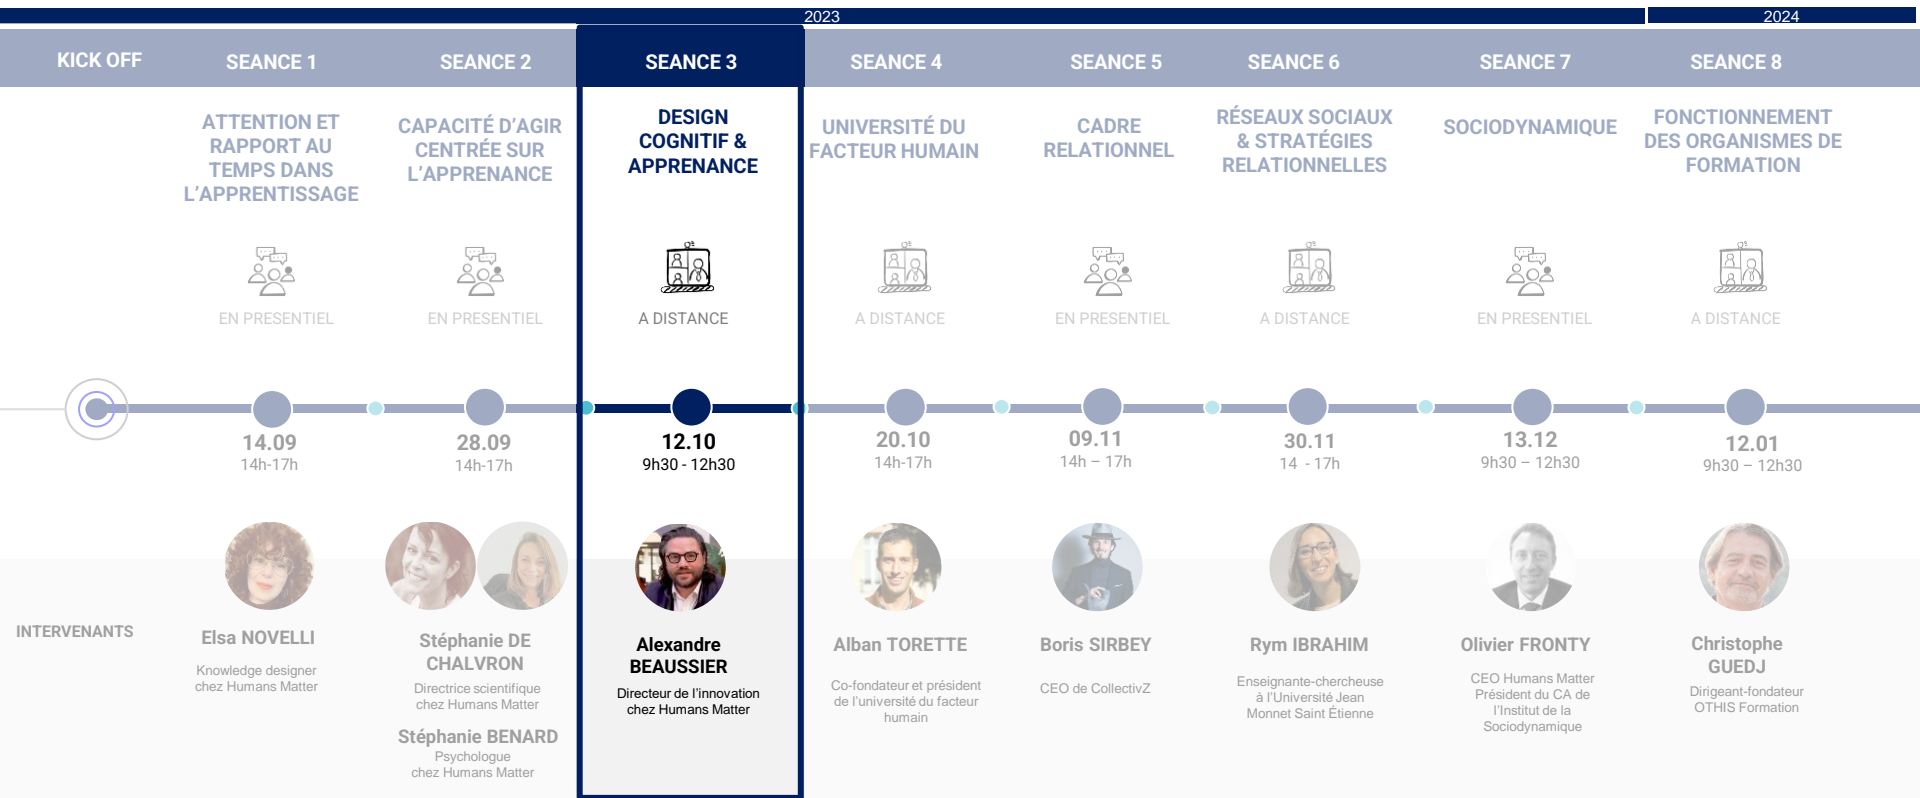 2023
2024
KICK OFF
SEANCE 1
SEANCE 2
SEANCE 3
SEANCE 4
SEANCE 5
SEANCE 6
SEANCE 7
SEANCE 8
ATTENTION ET
RAPPORT AU
TEMPS DANS
L'APPRENTISSAGE
CAPACITÉ D'AGIR
CENTRÉE SUR
L'APPRENANCE
DESIGN
COGNITIF &
APPRENANCE
UNIVERSITÉ DU
FACTEUR HUMAIN
CADRE
RELATIONNEL
RÉSEAUX SOCIAUX
& STRATÉGIES
RELATIONNELLES
SOCIODYNAMIQUE
FONCTIONNEMENT
DES ORGANISMES DE
FORMATION
EN PRESENTIEL
EN PRESENTIEL
A DISTANCE
A DISTANCE
EN PRESENTIEL
A DISTANCE
EN PRESENTIEL
A DISTANCE
14.09
14h-17h
28.09
14h-17h
12.10
9h30 - 12h30
20.10
14h-17h
09.11
14h – 17h
30.11
14 - 17h
13.12
9h30 – 12h30
12.01
9h30 – 12h30
INTERVENANTS
Elsa NOVELLI
Knowledge designer
chez Humans Matter
Stéphanie DE
CHALVRON
Directrice scientifique
chez Humans Matter
Stéphanie BENARD
Psychologue
chez Humans Matter
Alexandre
BEAUSSIER
Directeur de l'innovation
chez Humans Matter
Alban TORETTE
Co-fondateur et président
de l'université du facteur
humain
Boris SIRBEY
CEO de CollectivZ
Rym IBRAHIM
Enseignante-chercheuse
à l'Université Jean
Monnet Saint Étienne
Olivier FRONTY
CEO Humans Matter
Président du CA de
l'Institut de la
Sociodynamique
Christophe
GUEDJ
Dirigeant-fondateur
OTHIS Formation